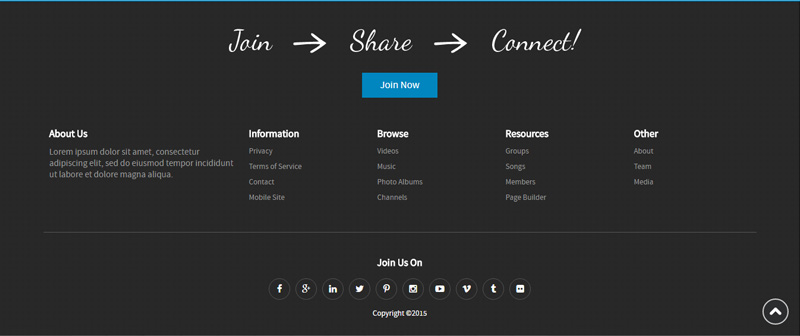 Join → Share → Connect!
Join Now
About Us
Lorem ipsum dolor sit amet, consectetur
adipiscing elit, sed do eiusmod tempor incididunt
ut labore et dolore magna aliqua.
Information
Privacy
Terms of Service
Contact
Mobile Site
Browse
Videos
Music
Photo Albums
Channels
Resources
Groups
Songs
Members
Page Builder
Other
About
Team
Media
Join Us On
Copyright ©2015